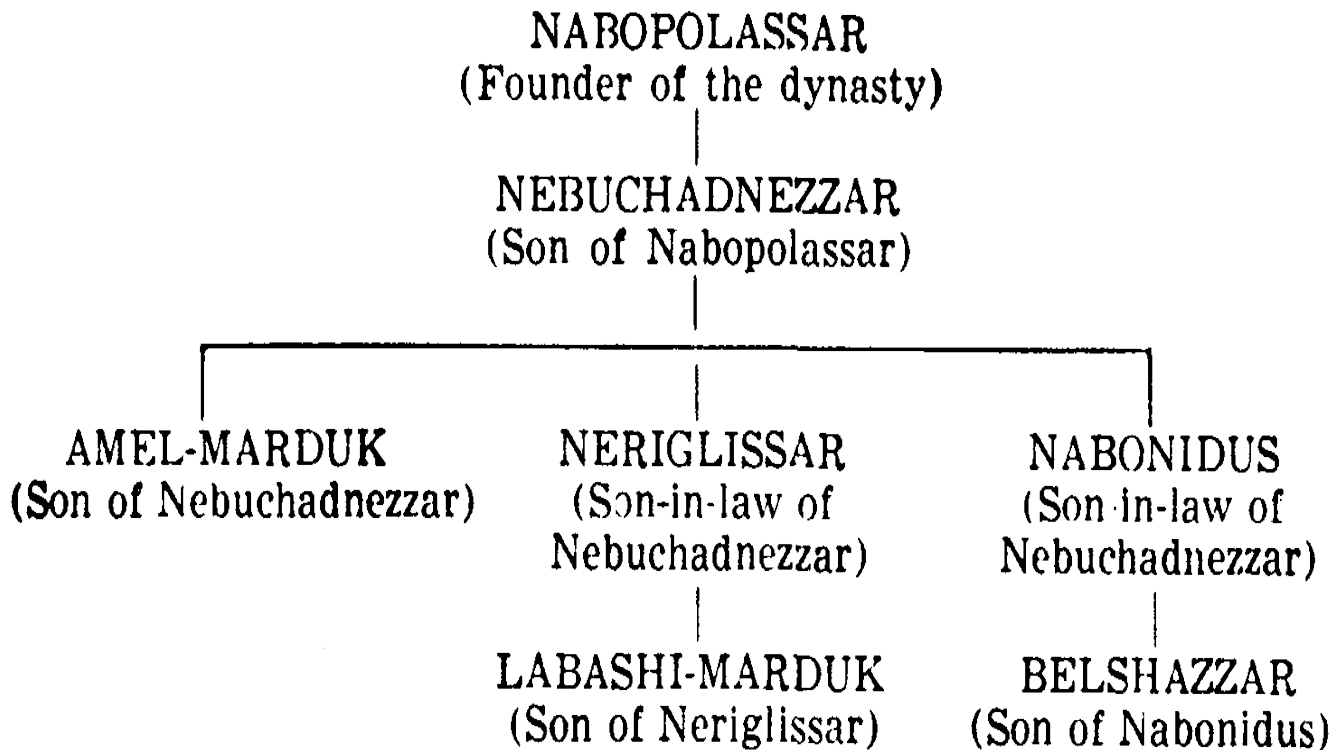 NABOPOLASSAR
(Founder of the dynasty)
NEBUCHADNEZZAR
(Son of Nabopolassar)
AMEL-MARDUK
(Son of Nebuchadnezzar)
NERIGLISSAR
(Son-in-law of
Nebuchadnezzar)
NABONIDUS
(Son-in-law of
Nebuchadnezzar)
LABASHI-MARDUK
(Son of Neriglissar)
BELSHAZZAR
(Son of Nabonidus)